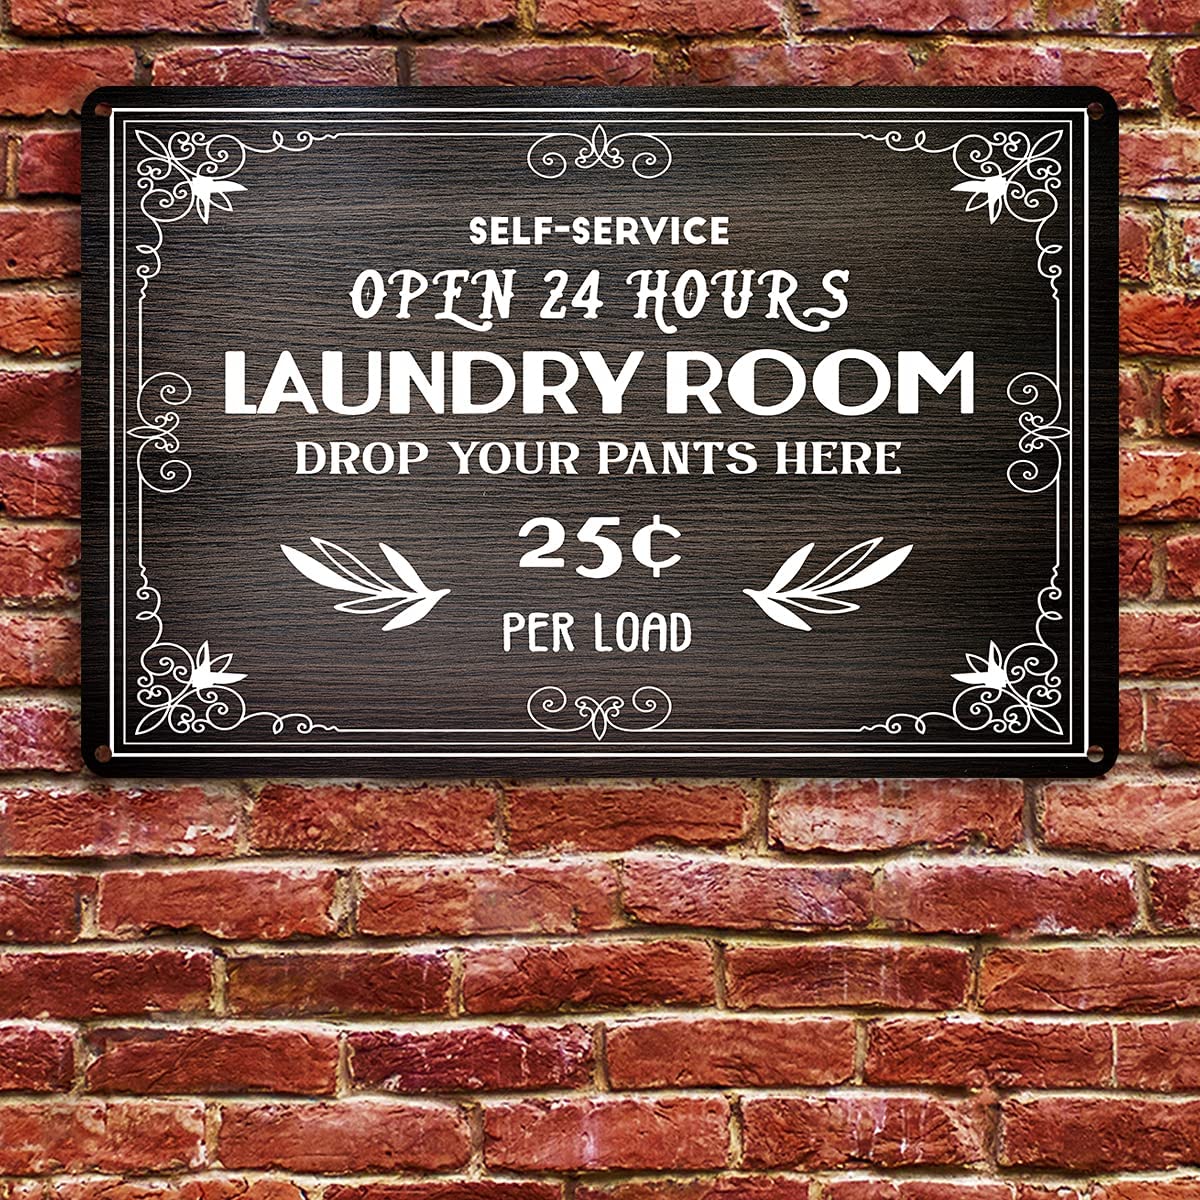 SELF-SERVICE
OPEN 24 HOURS
LAUNDRY ROOM
DROP YOUR PANTS HERE
25¢
PER LOAD